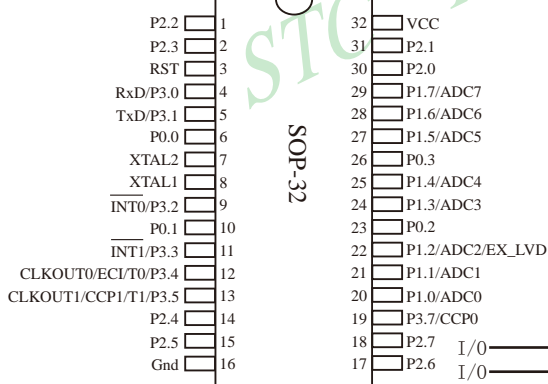 P2.2 1 32 VCC
P2.3 2 31 P2.1
RST 3 30 P2.0
RxD/P3.0 4 29 P1.7/ADC7
TxD/P3.1 5 28 P1.6/ADC6
P0.0 6 27 P1.5/ADC5
XTAL2 7 26 P0.3
XTAL1 8 25 P1.4/ADC4
INT0/P3.2 9 24 P1.3/ADC3
P0.1 10 23 P0.2
INT1/P3.3 11 22 P1.2/ADC2/EX_LVD
CLKOUT0/ECI/T0/P3.4 12 21 P1.1/ADC1
CLKOUT1/CCP1/T1/P3.5 13 20 P1.0/ADC0
P2.4 14 19 P3.7/CCP0
P2.5 15 18 P2.7 I/0
Gnd 16 17 P2.6 I/0
SOP-32
STC